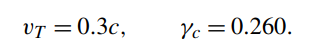 v_T = 0.3c,    γ_c = 0.260.